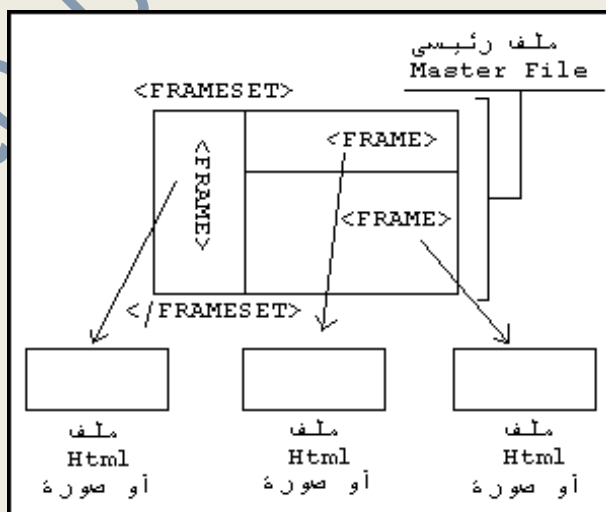 ملف رئيسى
Master File
<FRAMESET>
<FRAME>
<FRAME>
<FRAME>
</FRAMESET>
ملف
Html
أو صورة
ملف
Html
أو صورة
ملف
Html
أو صورة